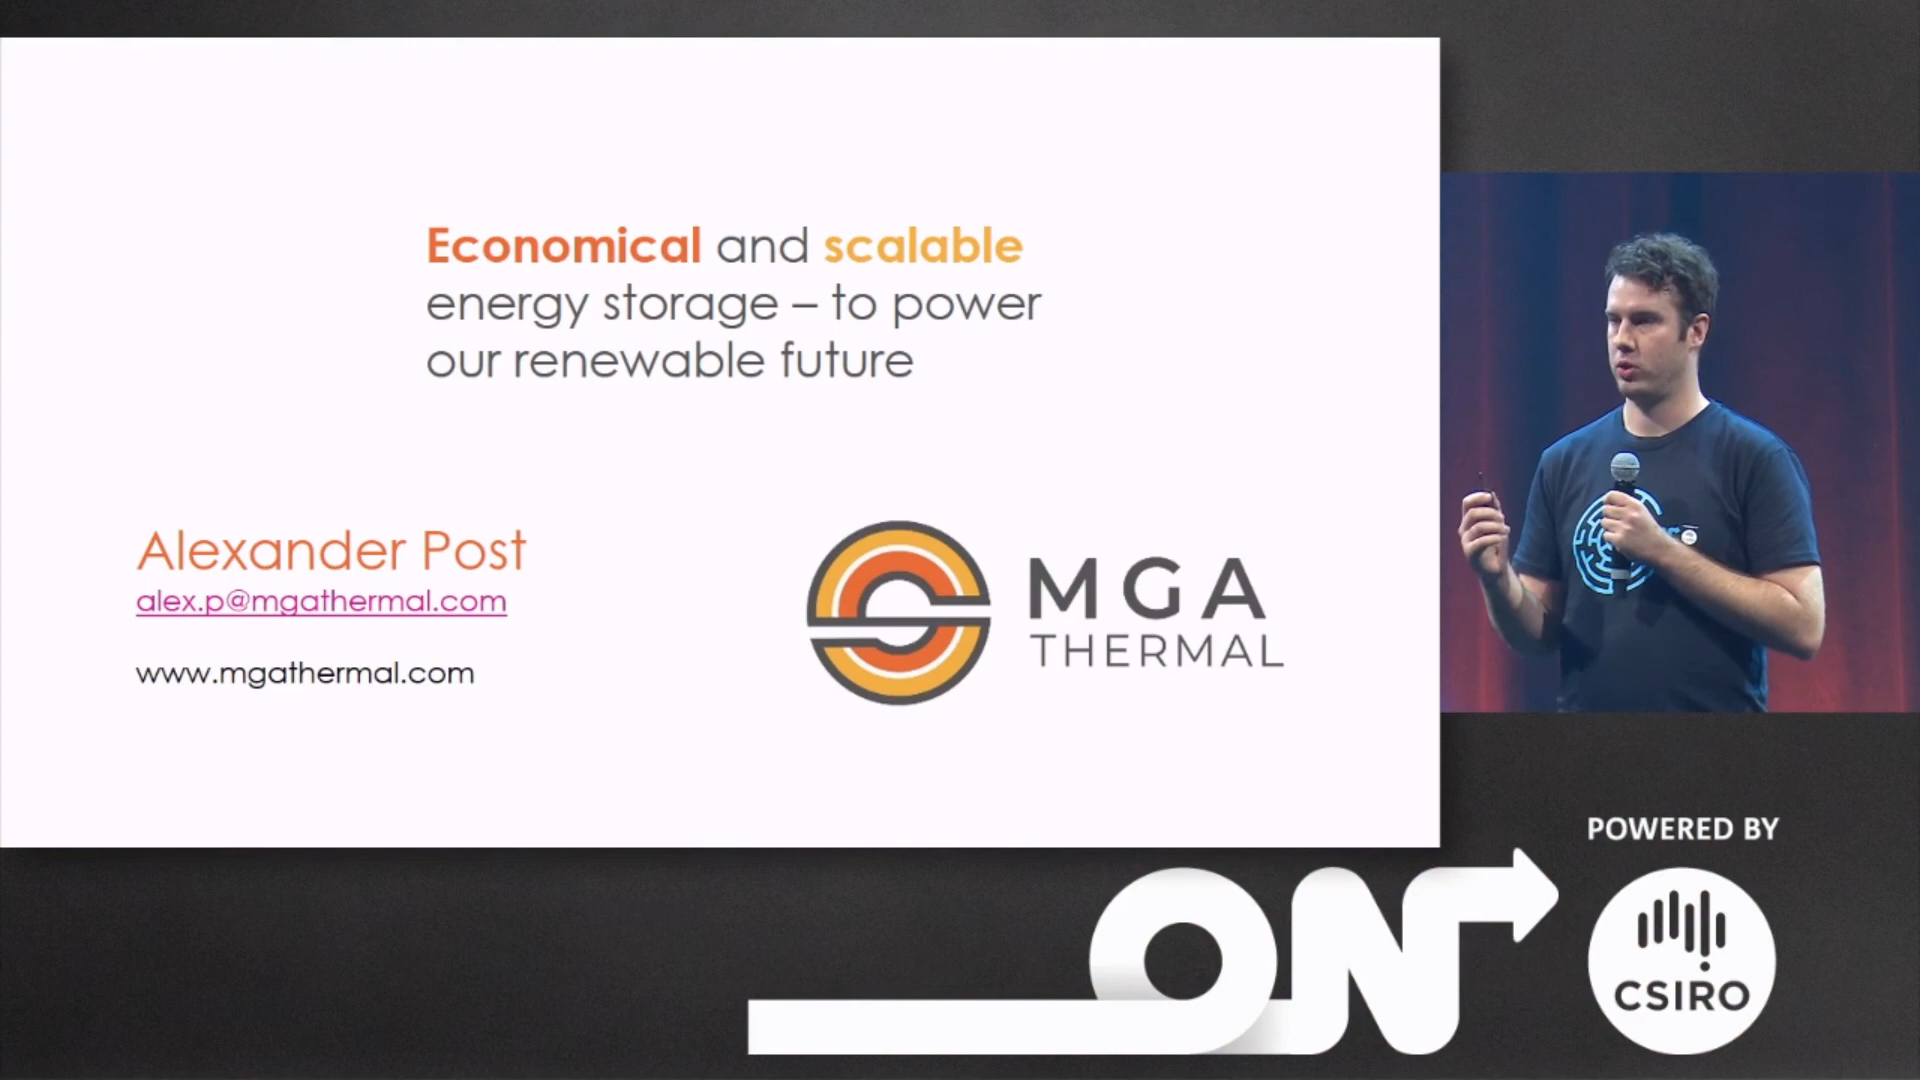 Economical and scalable
energy storage – to power
our renewable future
Alexander Post
alex.p@mgathermal.com
www.mgathermal.com
MGA
THERMAL
POWERED BY
ON
CSIRO